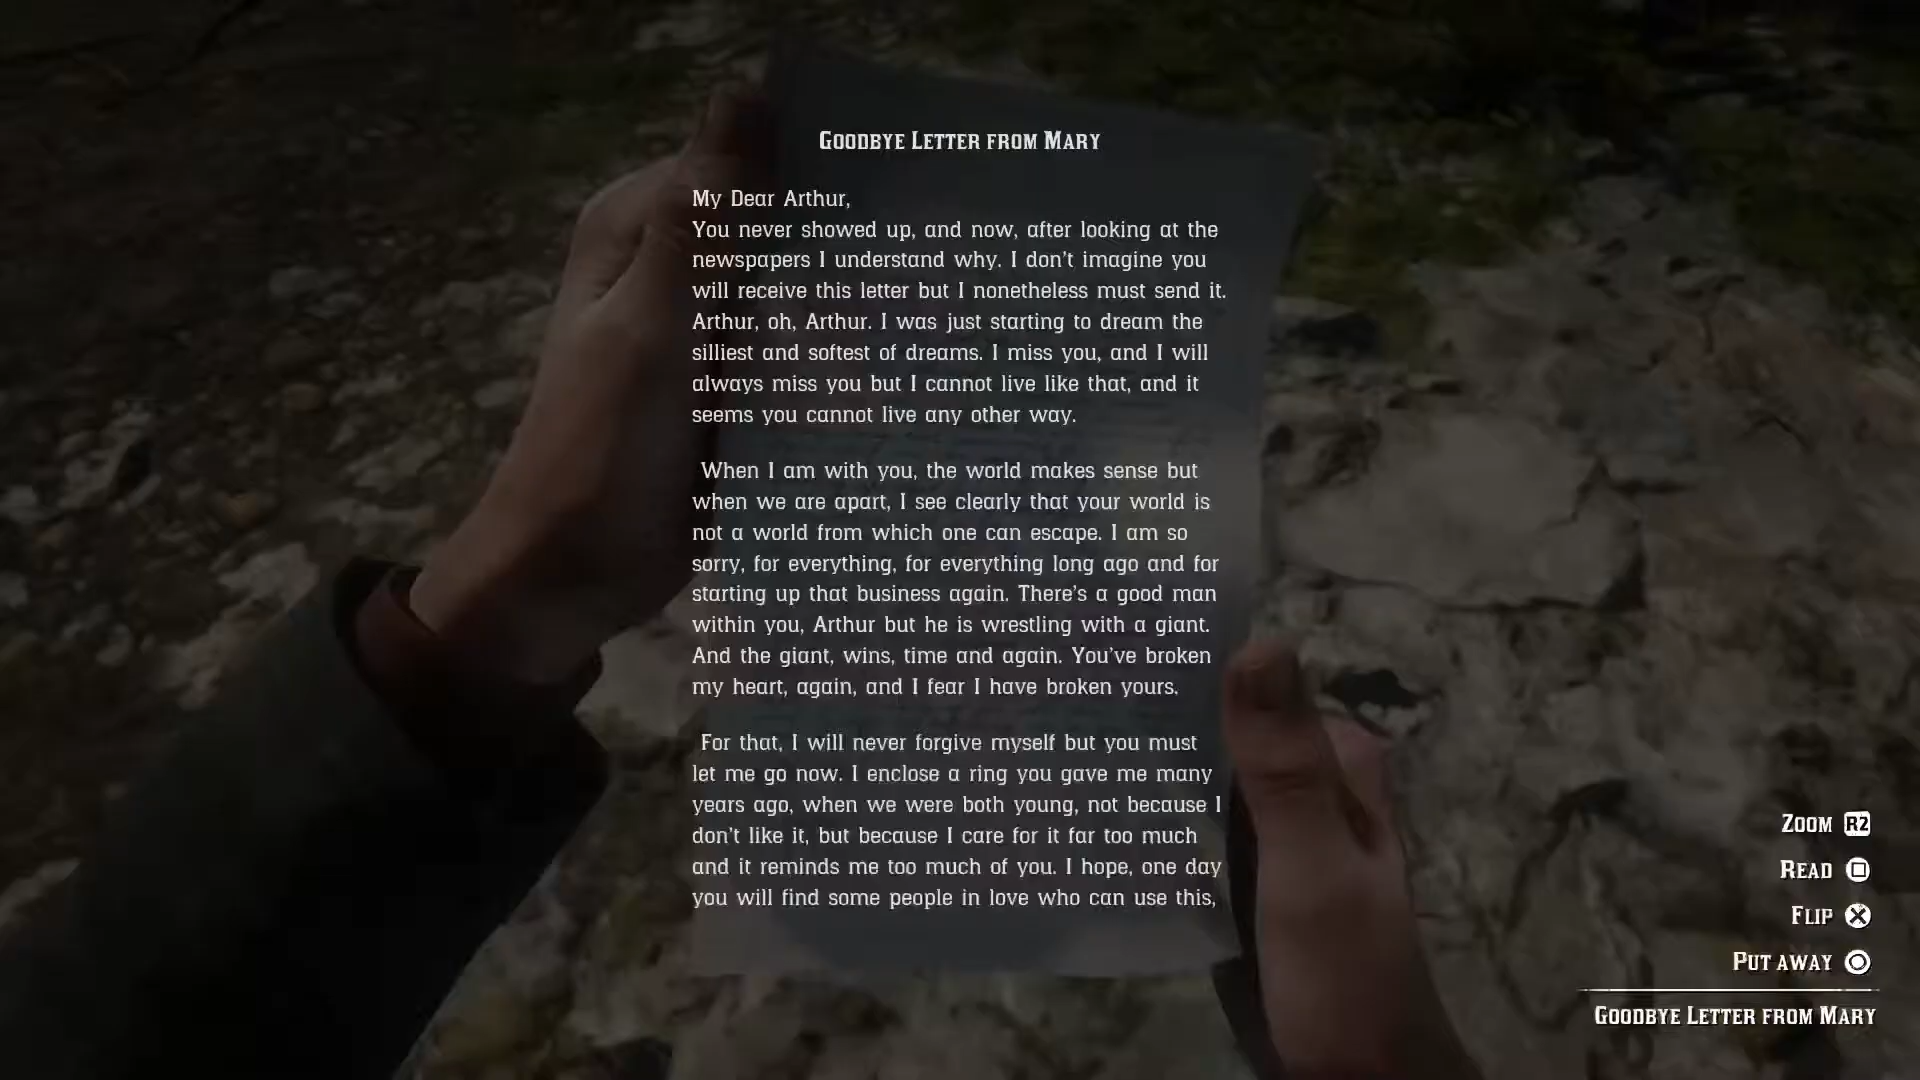 Goodbye Letter from Mary
My Dear Arthur,
You never showed up, and now, after looking at the
newspapers I understand why. I don't imagine you
will receive this letter but I nonetheless must send it.
Arthur, oh, Arthur. I was just starting to dream the
silliest and softest of dreams. I miss you, and I will
always miss you but I cannot live like that, and it
seems you cannot live any other way.
When I am with you, the world makes sense but
when we are apart, I see clearly that your world is
not a world from which one can escape. I am so
sorry, for everything, for everything long ago and for
starting up that business again. There's a good man
within you, Arthur but he is wrestling with a giant.
And the giant, wins, time and again. You've broken
my heart, again, and I fear I have broken yours.
For that, I will never forgive myself but you must
let me go now. I enclose a ring you gave me many
years ago, when we were both young, not because I
don't like it, but because I care for it far too much
and it reminds me too much of you. I hope, one day
you will find some people in love who can use this,
Zoom R2
Read
Flip
Put away
Goodbye Letter from Mary